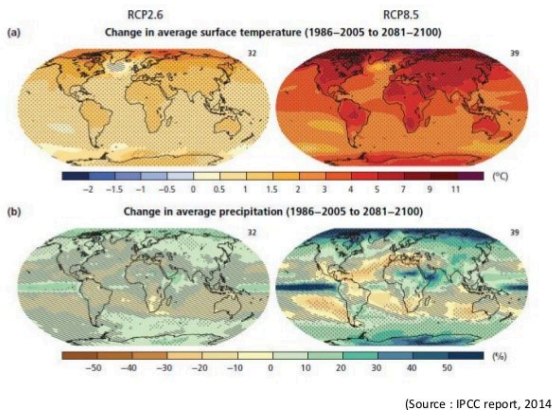 RCP2.6 RCP8.5
(a) Change in average surface temperature (1986−2005 to 2081−2100)
32 39
−2 −1.5 −1 −0.5 0 0.5 1 1.5 2 3 4 5 7 9 11 (°C)
(b) Change in average precipitation (1986−2005 to 2081−2100)
32 39
−50 −40 −30 −20 −10 0 10 20 30 40 50 (%)
(Source : IPCC report, 2014